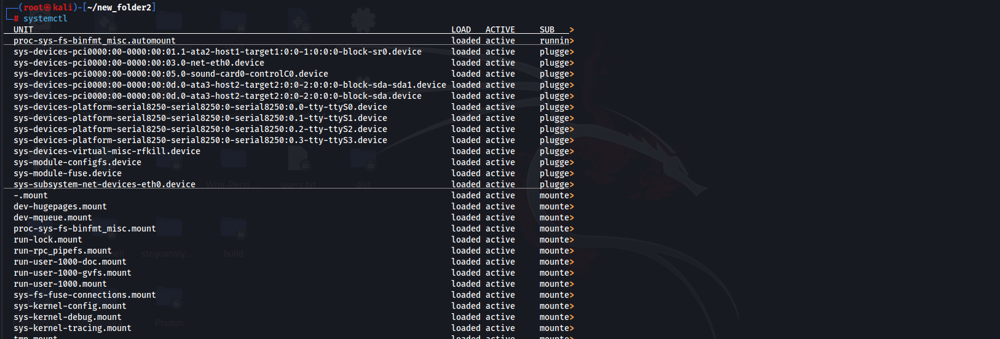 ┌──(root㉿kali)-[~/new_folder2]
└─# systemctl
UNIT LOAD ACTIVE SUB >
proc-sys-fs-binfmt_misc.automount loaded active runnin>
sys-devices-pci0000:00-0000:00:01.1-ata2-host1-target1:0:0-1:0:0:0-block-sr0.device loaded active plugge>
sys-devices-pci0000:00-0000:00:03.0-net-eth0.device loaded active plugge>
sys-devices-pci0000:00-0000:00:05.0-sound-card0-controlC0.device loaded active plugge>
sys-devices-pci0000:00-0000:00:0d.0-ata3-host2-target2:0:0-2:0:0:0-block-sda-sda1.device loaded active plugge>
sys-devices-pci0000:00-0000:00:0d.0-ata3-host2-target2:0:0-2:0:0:0-block-sda.device loaded active plugge>
sys-devices-platform-serial8250-serial8250:0-serial8250:0.0-tty-ttyS0.device loaded active plugge>
sys-devices-platform-serial8250-serial8250:0-serial8250:0.1-tty-ttyS1.device loaded active plugge>
sys-devices-platform-serial8250-serial8250:0-serial8250:0.2-tty-ttyS2.device loaded active plugge>
sys-devices-platform-serial8250-serial8250:0-serial8250:0.3-tty-ttyS3.device loaded active plugge>
sys-devices-virtual-misc-rfkill.device loaded active plugge>
sys-module-configfs.device loaded active plugge>
sys-module-fuse.device loaded active plugge>
sys-subsystem-net-devices-eth0.device loaded active plugge>
-.mount loaded active mounte>
dev-hugepages.mount loaded active mounte>
dev-mqueue.mount loaded active mounte>
proc-sys-fs-binfmt_misc.mount loaded active mounte>
run-lock.mount loaded active mounte>
run-rpc_pipefs.mount loaded active mounte>
run-user-1000-doc.mount loaded active mounte>
run-user-1000-gvfs.mount loaded active mounte>
run-user-1000.mount loaded active mounte>
sys-fs-fuse-connections.mount loaded active mounte>
sys-kernel-config.mount loaded active mounte>
sys-kernel-debug.mount loaded active mounte>
sys-kernel-tracing.mount loaded active mounte>
tmp.mount loaded active mounte>
Wmi-Persi...
users.txt
dist
stegoanaly...
build
Photon